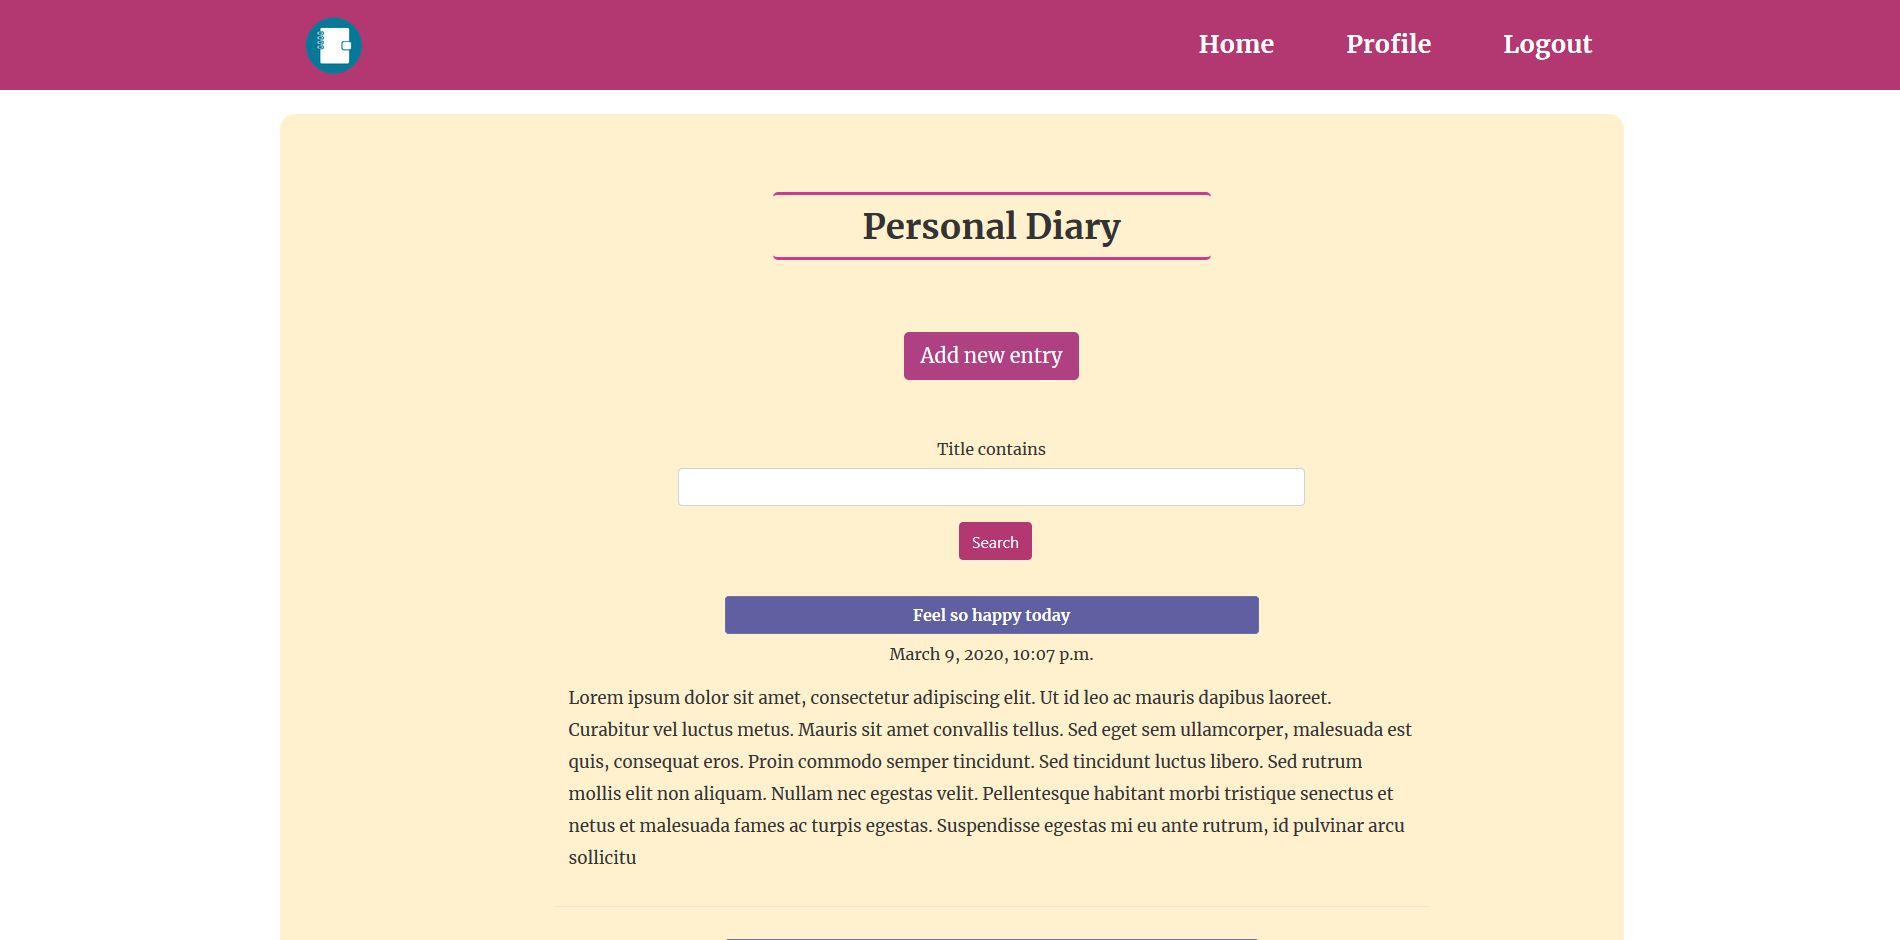 Home Profile Logout
Personal Diary
Add new entry
Title contains
Search
Feel so happy today
March 9, 2020, 10:07 p.m.
Lorem ipsum dolor sit amet, consectetur adipiscing elit. Ut id leo ac mauris dapibus laoreet.
Curabitur vel luctus metus. Mauris sit amet convallis tellus. Sed eget sem ullamcorper, malesuada est
quis, consequat eros. Proin commodo semper tincidunt. Sed tincidunt luctus libero. Sed rutrum
mollis elit non aliquam. Nullam nec egestas velit. Pellentesque habitant morbi tristique senectus et
netus et malesuada fames ac turpis egestas. Suspendisse egestas mi eu ante rutrum, id pulvinar arcu
sollicitu